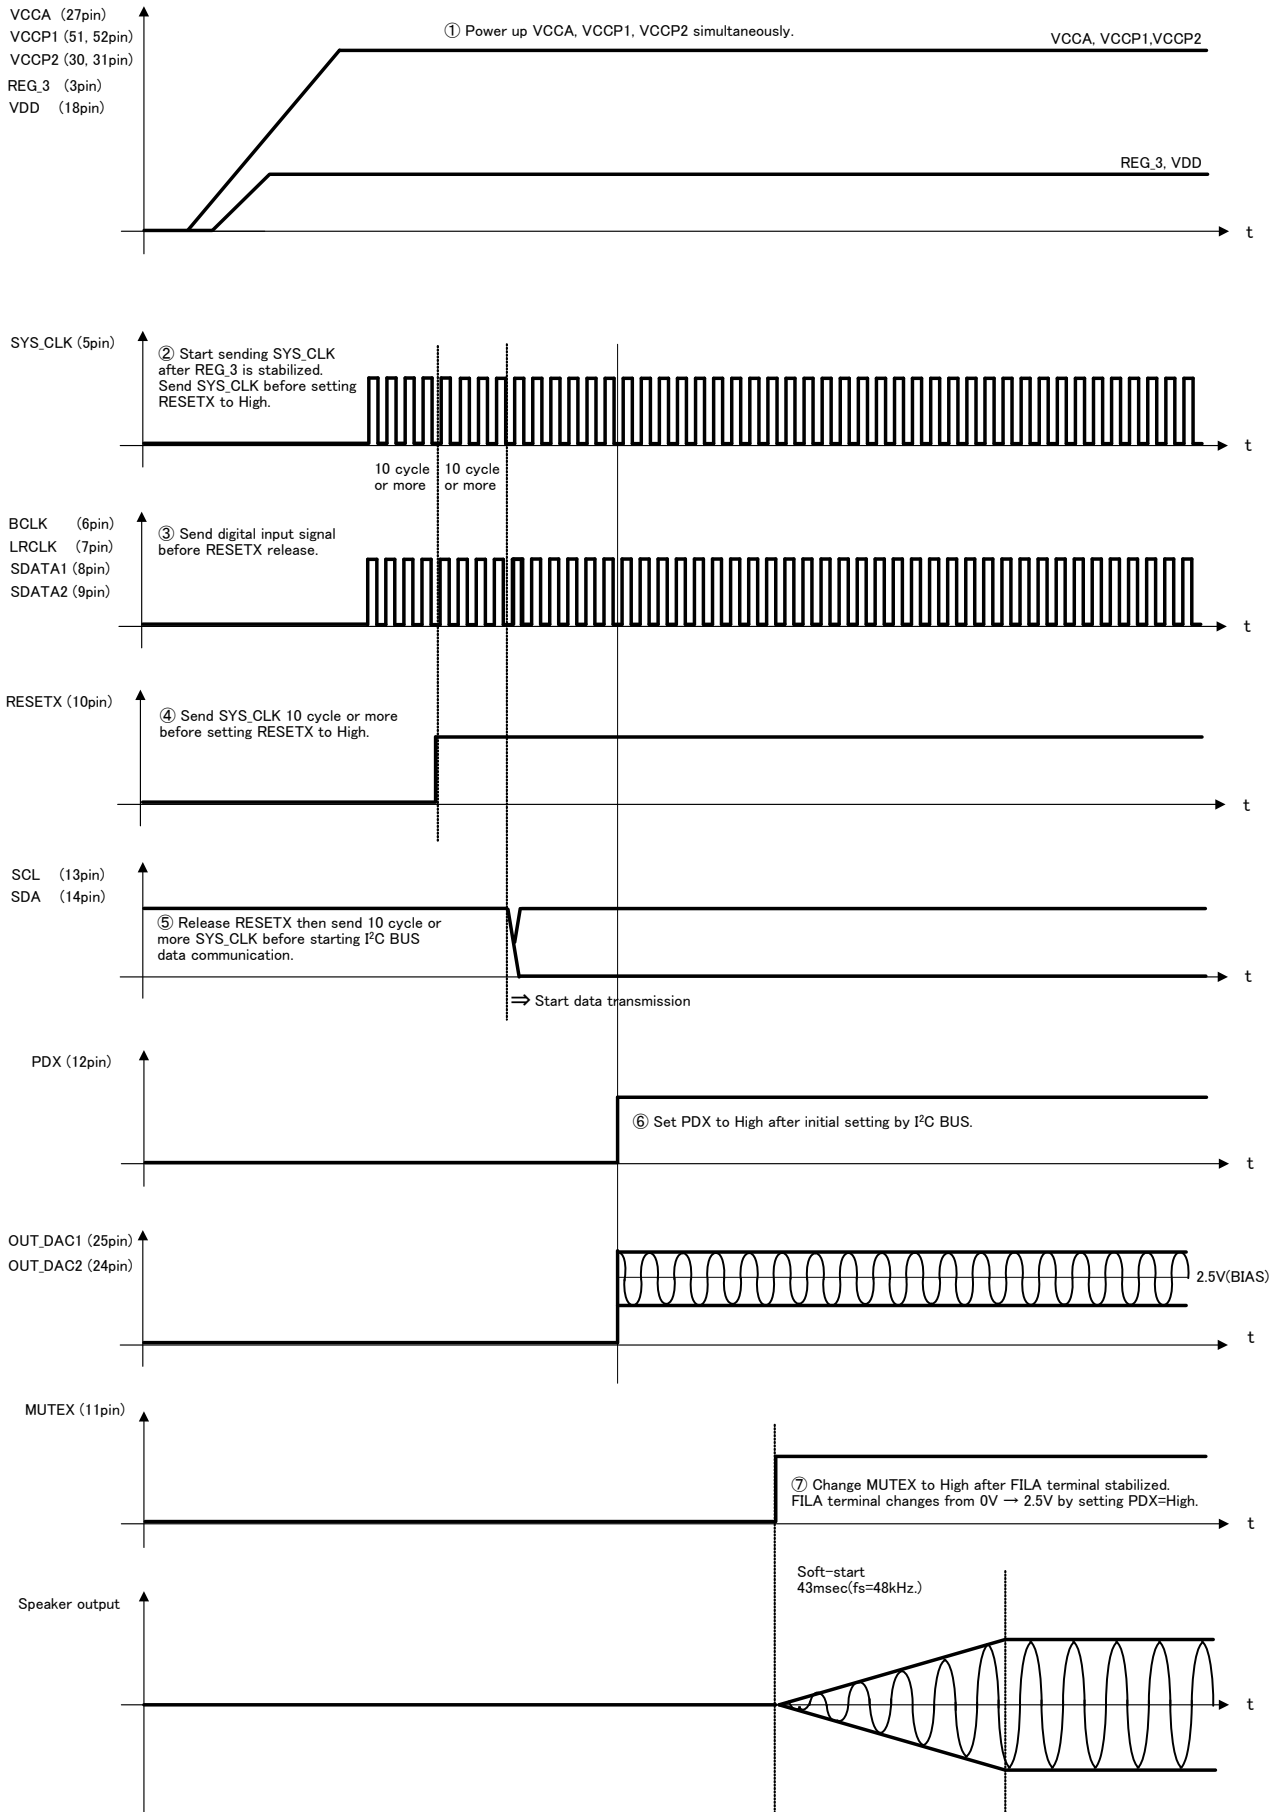 VCCA (27pin)
VCCP1 (51, 52pin)
VCCP2 (30, 31pin)
REG_3 (3pin)
VDD (18pin)
① Power up VCCA, VCCP1, VCCP2 simultaneously.
VCCA, VCCP1,VCCP2
REG_3, VDD
t
SYS_CLK (5pin)
② Start sending SYS_CLK
after REG_3 is stabilized.
Send SYS_CLK before setting
RESETX to High.
t
10 cycle
or more
10 cycle
or more
BCLK (6pin)
LRCLK (7pin)
SDATA1 (8pin)
SDATA2 (9pin)
③ Send digital input signal
before RESETX release.
t
RESETX (10pin)
④ Send SYS_CLK 10 cycle or more
before setting RESETX to High.
t
SCL (13pin)
SDA (14pin)
⑤ Release RESETX then send 10 cycle or
more SYS_CLK before starting I²C BUS
data communication.
t
⇒ Start data transmission
PDX (12pin)
⑥ Set PDX to High after initial setting by I²C BUS.
t
OUT_DAC1 (25pin)
OUT_DAC2 (24pin)
2.5V(BIAS)
t
MUTEX (11pin)
⑦ Change MUTEX to High after FILA terminal stabilized.
FILA terminal changes from 0V → 2.5V by setting PDX=High.
t
Soft-start
43msec(fs=48kHz.)
Speaker output
t